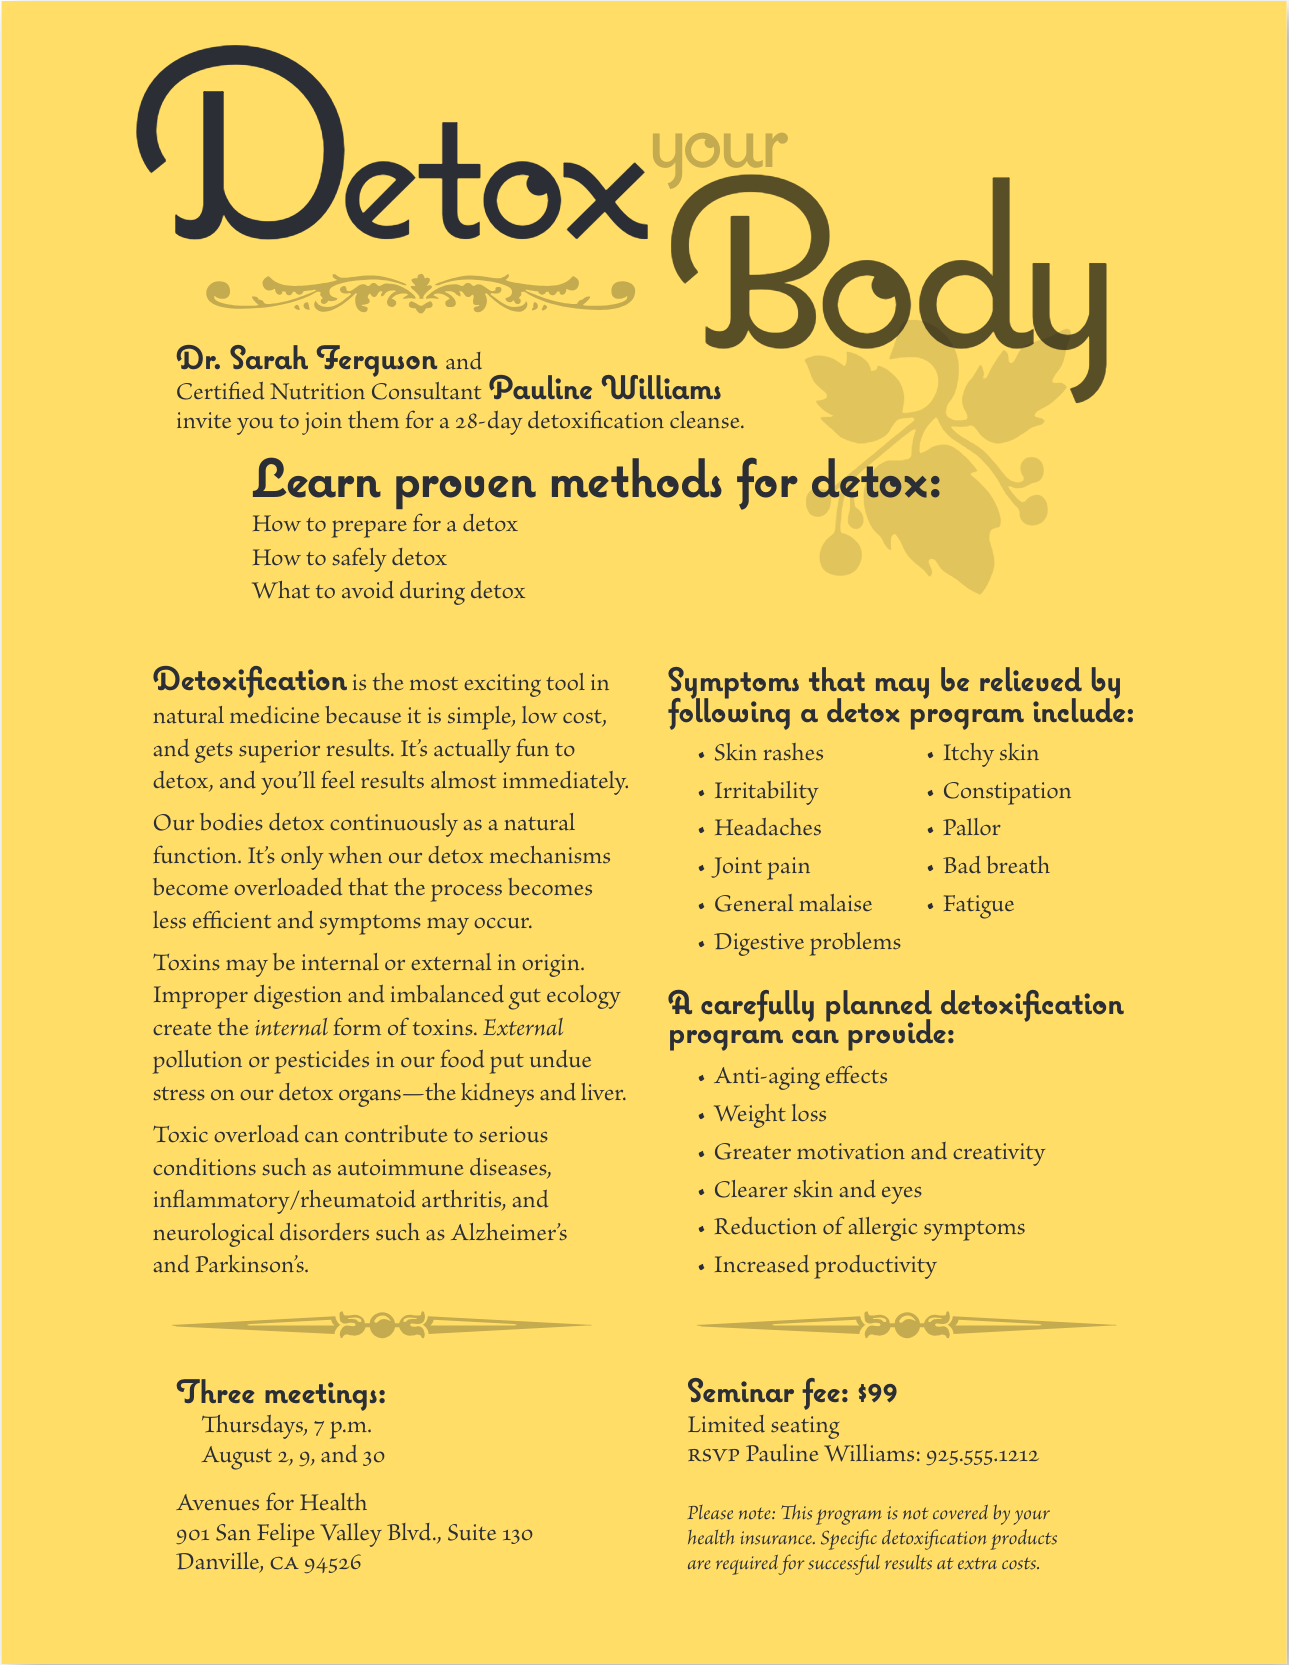 Detox your
Body
Dr. Sarah Ferguson and
Certified Nutrition Consultant Pauline Williams
invite you to join them for a 28-day detoxification cleanse.
Learn proven methods for detox:
How to prepare for a detox
How to safely detox
What to avoid during detox
Detoxification is the most exciting tool in
natural medicine because it is simple, low cost,
and gets superior results. It’s actually fun to
detox, and you’ll feel results almost immediately.
Our bodies detox continuously as a natural
function. It’s only when our detox mechanisms
become overloaded that the process becomes
less efficient and symptoms may occur.
Toxins may be internal or external in origin.
Improper digestion and imbalanced gut ecology
create the internal form of toxins. External
pollution or pesticides in our food put undue
stress on our detox organs—the kidneys and liver.
Toxic overload can contribute to serious
conditions such as autoimmune diseases,
inflammatory/rheumatoid arthritis, and
neurological disorders such as Alzheimer’s
and Parkinson’s.
Symptoms that may be relieved by
following a detox program include:
• Skin rashes
• Irritability
• Headaches
• Joint pain
• General malaise
• Digestive problems
• Itchy skin
• Constipation
• Pallor
• Bad breath
• Fatigue
A carefully planned detoxification
program can provide:
• Anti-aging effects
• Weight loss
• Greater motivation and creativity
• Clearer skin and eyes
• Reduction of allergic symptoms
• Increased productivity
Three meetings:
Thursdays, 7 p.m.
August 2, 9, and 30
Avenues for Health
901 San Felipe Valley Blvd., Suite 130
Danville, CA 94526
Seminar fee: $99
Limited seating
RSVP Pauline Williams: 925.555.1212
Please note: This program is not covered by your
health insurance. Specific detoxification products
are required for successful results at extra costs.